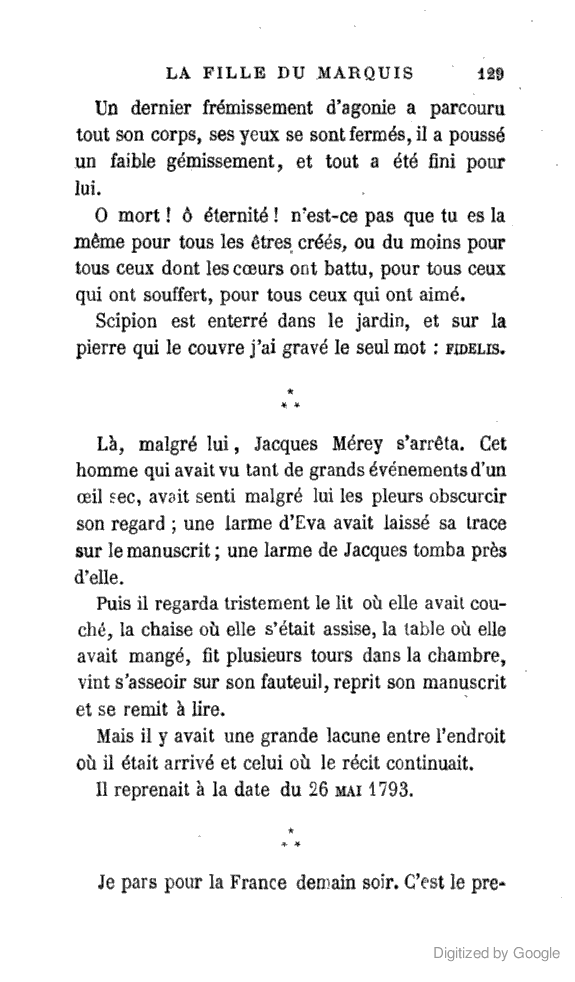 LA FILLE DU MARQUIS 129
Un dernier frémissement d'agonie a parcouru
tout son corps, ses yeux se sont fermés, il a poussé
un faible gémissement, et tout a été fini pour
lui.
O mort ! ô éternité ! n'est-ce pas que tu es la
même pour tous les êtres créés, ou du moins pour
tous ceux dont les cœurs ont battu, pour tous ceux
qui ont souffert, pour tous ceux qui ont aimé.
Scipion est enterré dans le jardin, et sur la
pierre qui le couvre j'ai gravé le seul mot : FIDELIS.
*
* *
Là, malgré lui, Jacques Mérey s'arrêta. Cet
homme qui avait vu tant de grands événements d'un
œil sec, avait senti malgré lui les pleurs obscurcir
son regard ; une larme d'Eva avait laissé sa trace
sur le manuscrit ; une larme de Jacques tomba près
d'elle.
Puis il regarda tristement le lit où elle avait cou-
ché, la chaise où elle s'était assise, la table où elle
avait mangé, fit plusieurs tours dans la chambre,
vint s'asseoir sur son fauteuil, reprit son manuscrit
et se remit à lire.
Mais il y avait une grande lacune entre l'endroit
où il était arrivé et celui où le récit continuait.
Il reprenait à la date du 26 MAI 1793.
*
* *
Je pars pour la France demain soir. C'est le pre-
Digitized by Google